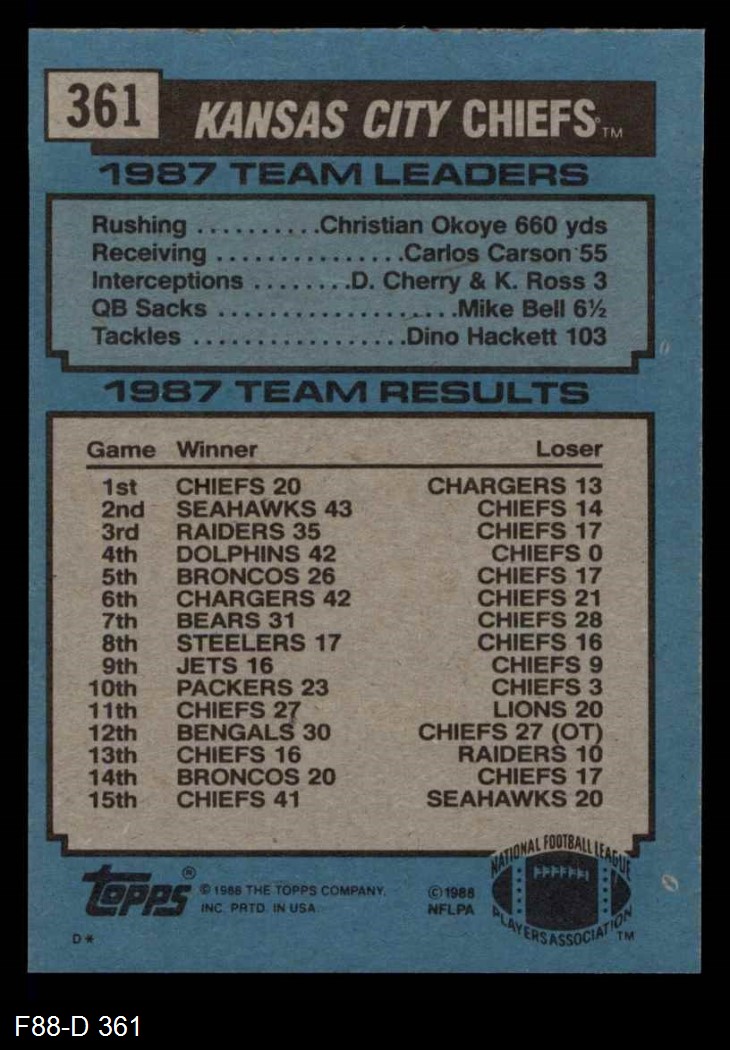 361
KANSAS CITY CHIEFS™
1987 TEAM LEADERS
Rushing ..........Christian Okoye 660 yds
Receiving ...............Carlos Carson 55
Interceptions ........D. Cherry & K. Ross 3
QB Sacks ...................Mike Bell 6½
Tackles .................Dino Hackett 103
1987 TEAM RESULTS
Game Winner Loser
1st CHIEFS 20 CHARGERS 13
2nd SEAHAWKS 43 CHIEFS 14
3rd RAIDERS 35 CHIEFS 17
4th DOLPHINS 42 CHIEFS 0
5th BRONCOS 26 CHIEFS 17
6th CHARGERS 42 CHIEFS 21
7th BEARS 31 CHIEFS 28
8th STEELERS 17 CHIEFS 16
9th JETS 16 CHIEFS 9
10th PACKERS 23 CHIEFS 3
11th CHIEFS 27 LIONS 20
12th BENGALS 30 CHIEFS 27 (OT)
13th CHIEFS 16 RAIDERS 10
14th BRONCOS 20 CHIEFS 17
15th CHIEFS 41 SEAHAWKS 20
TOPPS®
© 1988 THE TOPPS COMPANY,
INC. PRTD. IN USA.
© 1988
NFLPA
NATIONAL FOOTBALL LEAGUE
PLAYERS ASSOCIATION TM
D*
F88-D 361